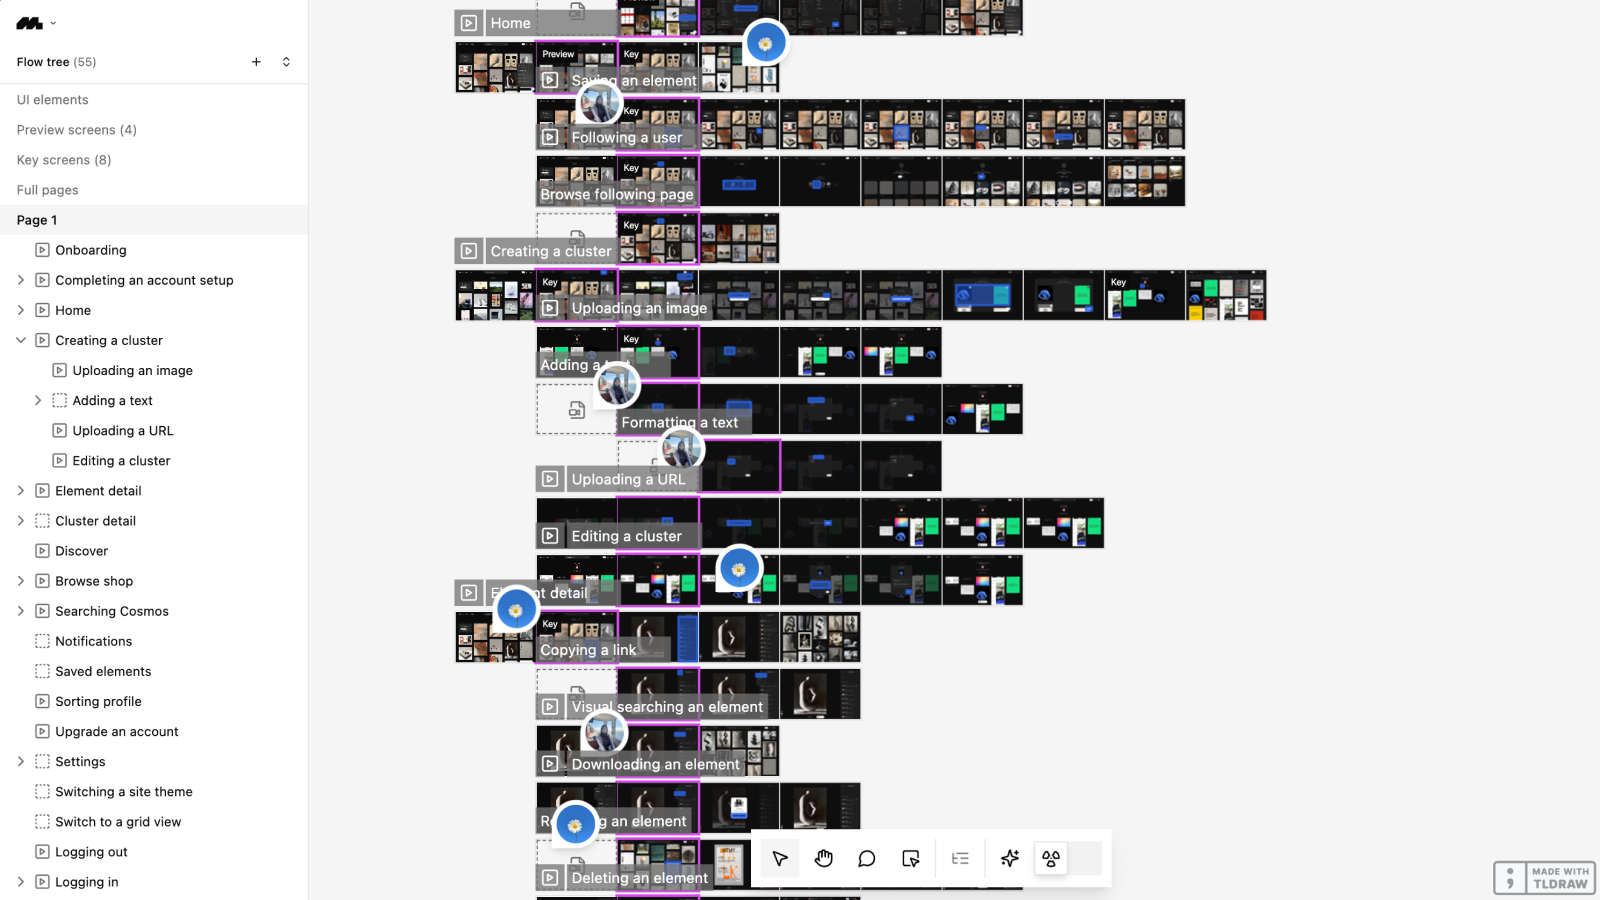 Flow tree (55)
UI elements
Preview screens (4)
Key screens (8)
Full pages
Page 1
Onboarding
Completing an account setup
Home
Creating a cluster
Uploading an image
Adding a text
Uploading a URL
Editing a cluster
Element detail
Cluster detail
Discover
Browse shop
Searching Cosmos
Notifications
Saved elements
Sorting profile
Upgrade an account
Settings
Switching a site theme
Switch to a grid view
Logging out
Logging in
Home
Preview
Key
Saving an element
Key
Following a user
Key
Browse following page
Key
Creating a cluster
Key
Key
Uploading an image
Key
Adding a
Formatting a text
Uploading a URL
Editing a cluster
detail
Key
Copying a link
Visual searching an element
Downloading an element
an element
Deleting an element
MADE WITH
TLDRAW